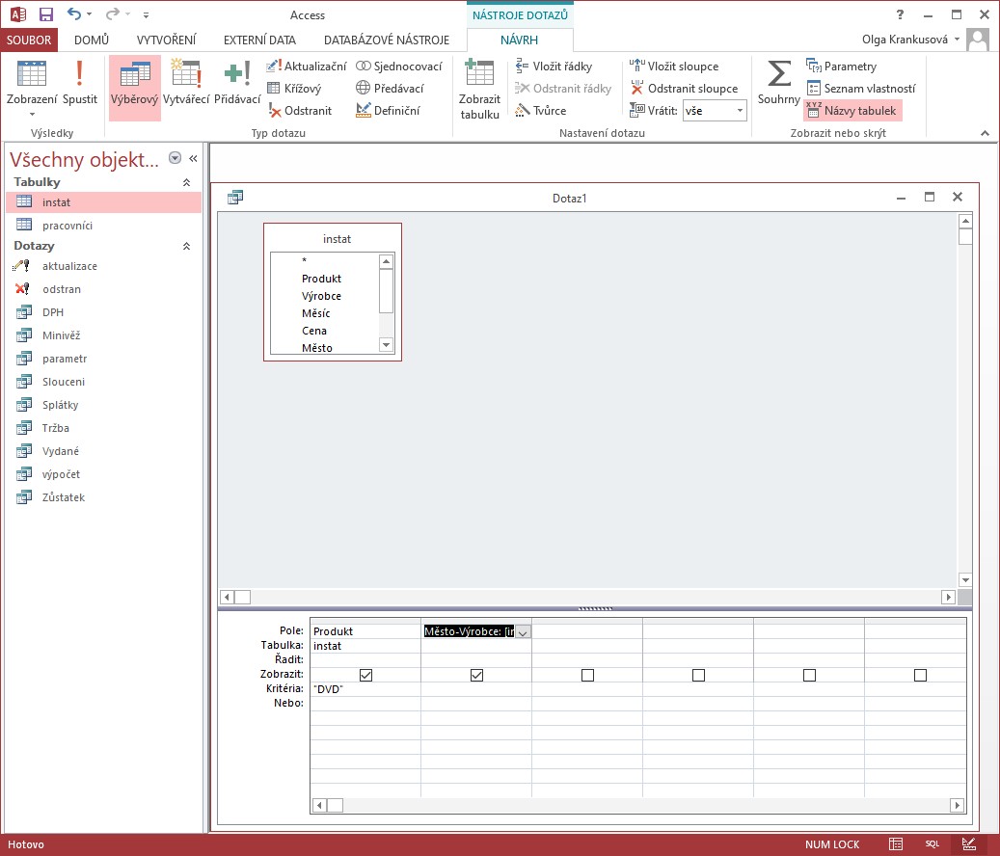 Access
NÁSTROJE DOTAZŮ
?
SOUBOR
DOMŮ
VYTVOŘENÍ
EXTERNÍ DATA
DATABÁZOVÉ NÁSTROJE
NÁVRH
Olga Krankusová
Zobrazení
Spustit
Výsledky
Výběrový
Vytvářecí
Přidávací
Aktualizační
Křížový
Odstranit
Sjednocovací
Předávací
Definiční
Typ dotazu
Zobrazit
tabulku
Vložit řádky
Odstranit řádky
Tvůrce
Vložit sloupce
Odstranit sloupce
Vrátit: vše
Nastavení dotazu
Souhrny
Parametry
Seznam vlastností
Názvy tabulek
Zobrazit nebo skrýt
Všechny objekt...
Tabulky
instat
pracovníci
Dotazy
aktualizace
odstran
DPH
Minivěž
parametr
Slouceni
Splátky
Tržba
Vydané
výpočet
Zůstatek
Dotaz1
instat
*
Produkt
Výrobce
Měsíc
Cena
Město
Pole: Produkt Město-Výrobce: [in
Tabulka: instat
Řadit:
Zobrazit:
Kritéria: "DVD"
Nebo:
Hotovo
NUM LOCK
SQL